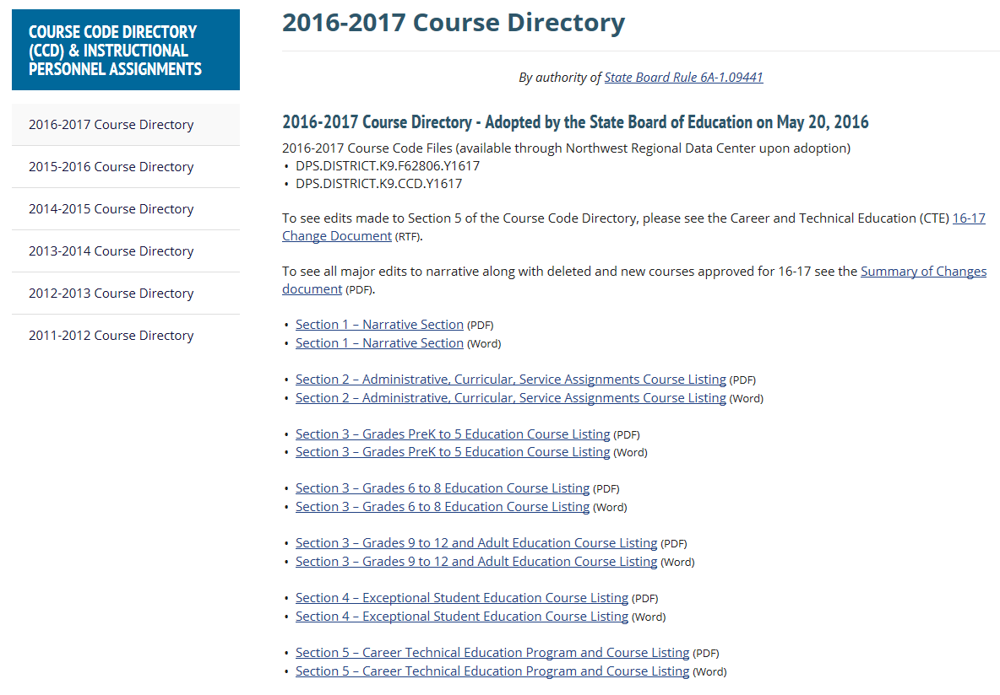 COURSE CODE DIRECTORY
(CCD) & INSTRUCTIONAL
PERSONNEL ASSIGNMENTS
2016-2017 Course Directory
2015-2016 Course Directory
2014-2015 Course Directory
2013-2014 Course Directory
2012-2013 Course Directory
2011-2012 Course Directory
2016-2017 Course Directory
By authority of State Board Rule 6A-1.09441
2016-2017 Course Directory - Adopted by the State Board of Education on May 20, 2016
2016-2017 Course Code Files (available through Northwest Regional Data Center upon adoption)
• DPS.DISTRICT.K9.F62806.Y1617
• DPS.DISTRICT.K9.CCD.Y1617
To see edits made to Section 5 of the Course Code Directory, please see the Career and Technical Education (CTE) 16-17
Change Document (RTF).
To see all major edits to narrative along with deleted and new courses approved for 16-17 see the Summary of Changes
document (PDF).
• Section 1 – Narrative Section (PDF)
• Section 1 – Narrative Section (Word)
• Section 2 – Administrative, Curricular, Service Assignments Course Listing (PDF)
• Section 2 – Administrative, Curricular, Service Assignments Course Listing (Word)
• Section 3 – Grades PreK to 5 Education Course Listing (PDF)
• Section 3 – Grades PreK to 5 Education Course Listing (Word)
• Section 3 – Grades 6 to 8 Education Course Listing (PDF)
• Section 3 – Grades 6 to 8 Education Course Listing (Word)
• Section 3 – Grades 9 to 12 and Adult Education Course Listing (PDF)
• Section 3 – Grades 9 to 12 and Adult Education Course Listing (Word)
• Section 4 – Exceptional Student Education Course Listing (PDF)
• Section 4 – Exceptional Student Education Course Listing (Word)
• Section 5 – Career Technical Education Program and Course Listing (PDF)
• Section 5 – Career Technical Education Program and Course Listing (Word)